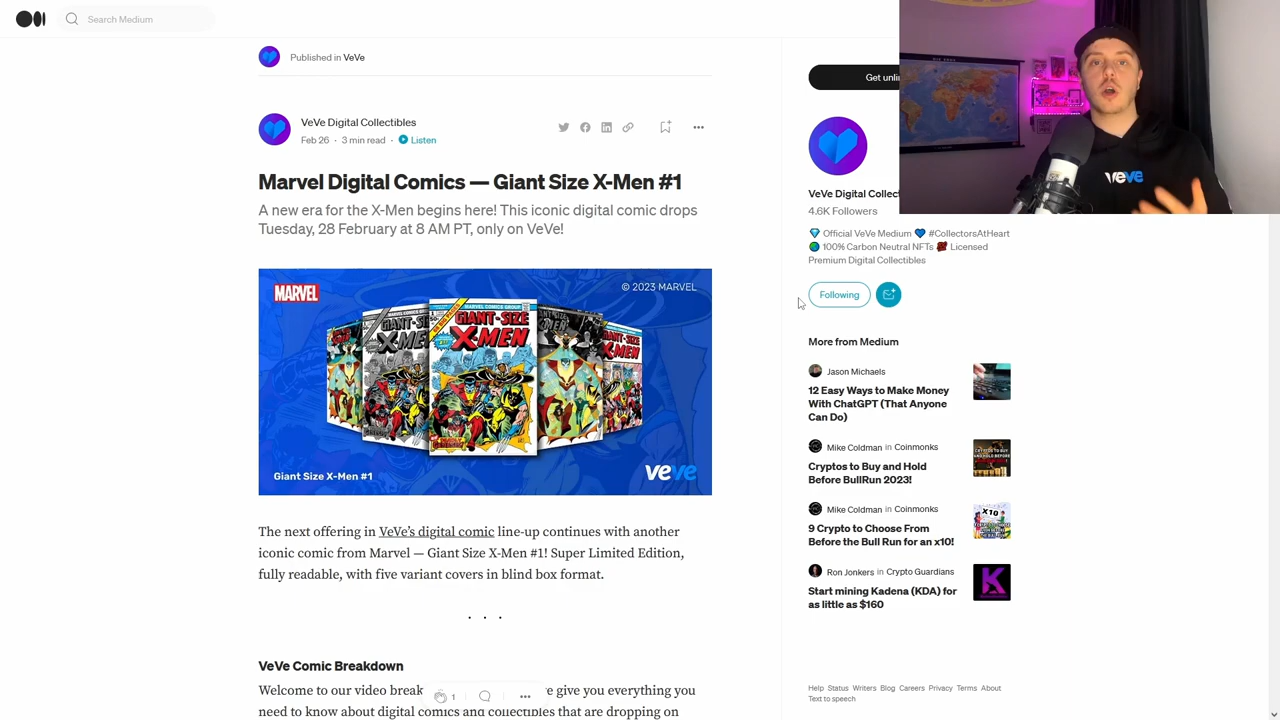 Search Medium
Published in VeVe
VeVe Digital Collectibles
Feb 26 · 3 min read · Listen
Marvel Digital Comics — Giant Size X-Men #1
A new era for the X-Men begins here! This iconic digital comic drops
Tuesday, 28 February at 8 AM PT, only on VeVe!
MARVEL
© 2023 MARVEL
MARVEL COMICS GROUP
GIANT-SIZE
X-MEN
Giant Size X-Men #1
veve
The next offering in VeVe's digital comic line-up continues with another
iconic comic from Marvel — Giant Size X-Men #1! Super Limited Edition,
fully readable, with five variant covers in blind box format.
. . .
VeVe Comic Breakdown
Welcome to our video break
e give you everything you
need to know about digital comics and collectibles that are dropping on
1
Get unli
veve
VeVe Digital Collec
4.6K Followers
Official VeVe Medium #CollectorsAtHeart
100% Carbon Neutral NFTs Licensed
Premium Digital Collectibles
Following
More from Medium
Jason Michaels
12 Easy Ways to Make Money
With ChatGPT (That Anyone
Can Do)
Mike Coldman in Coinmonks
Cryptos to Buy and Hold
Before BullRun 2023!
Mike Coldman in Coinmonks
9 Crypto to Choose From
Before the Bull Run for an x10!
Ron Jonkers in Crypto Guardians
Start mining Kadena (KDA) for
as little as $160
Help Status Writers Blog Careers Privacy Terms About
Text to speech